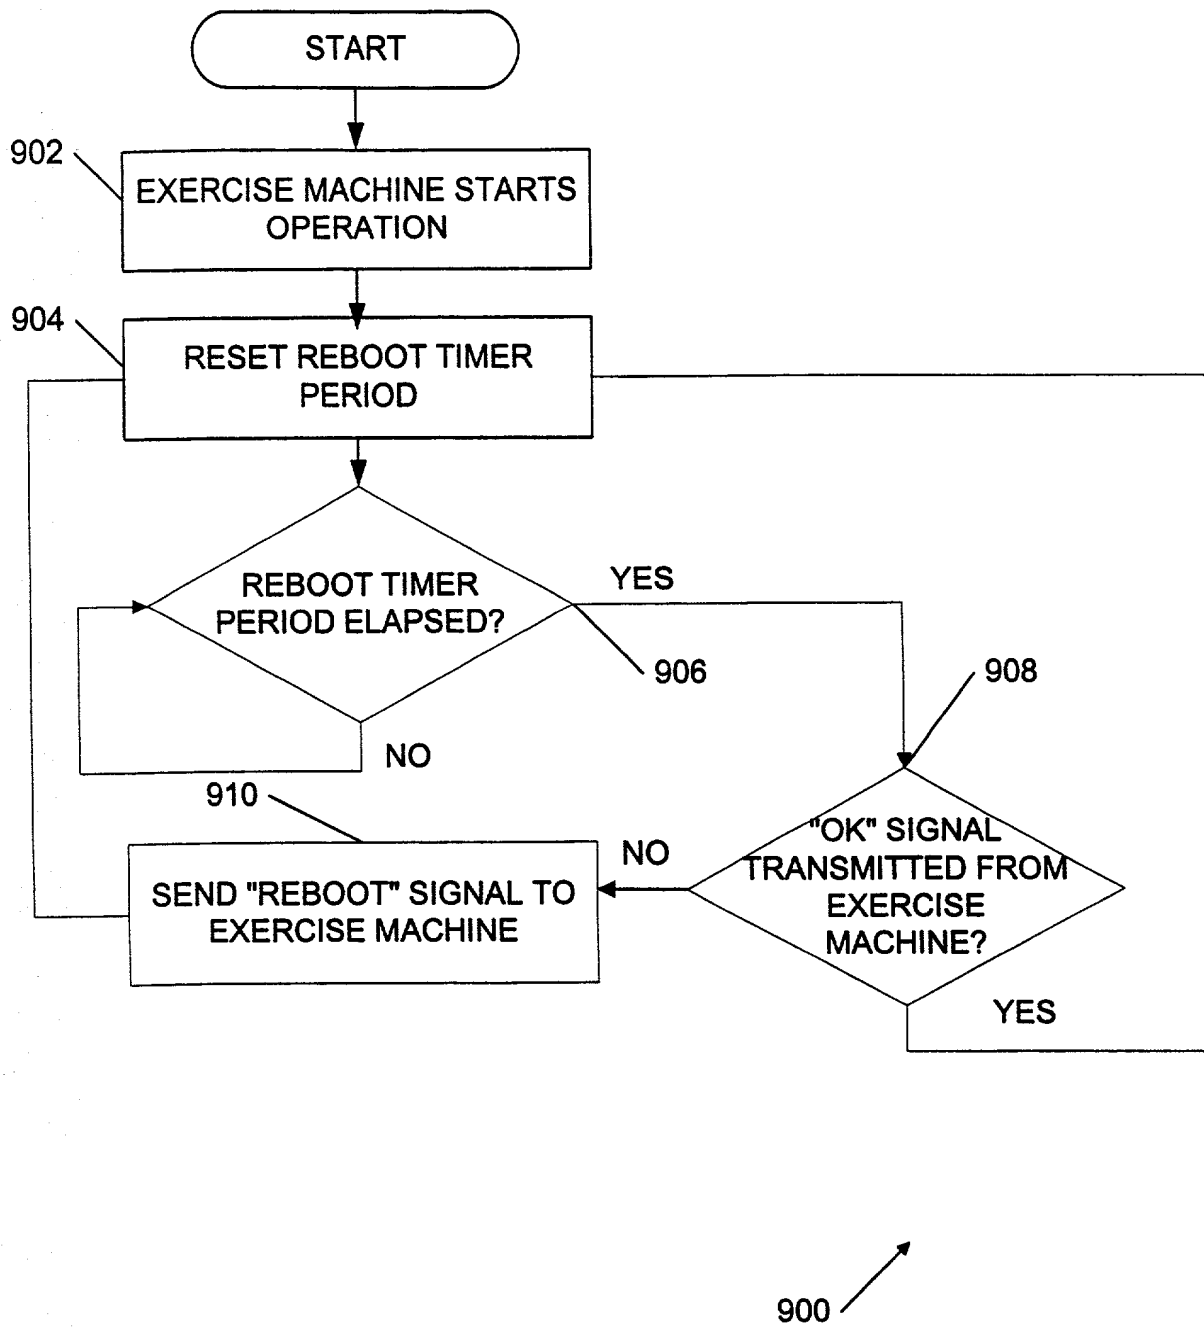 START
902
EXERCISE MACHINE STARTS
OPERATION
904
RESET REBOOT TIMER
PERIOD
REBOOT TIMER
PERIOD ELAPSED?
YES
906
908
NO
910
"OK" SIGNAL
TRANSMITTED FROM
EXERCISE
MACHINE?
NO
SEND "REBOOT" SIGNAL TO
EXERCISE MACHINE
YES
900